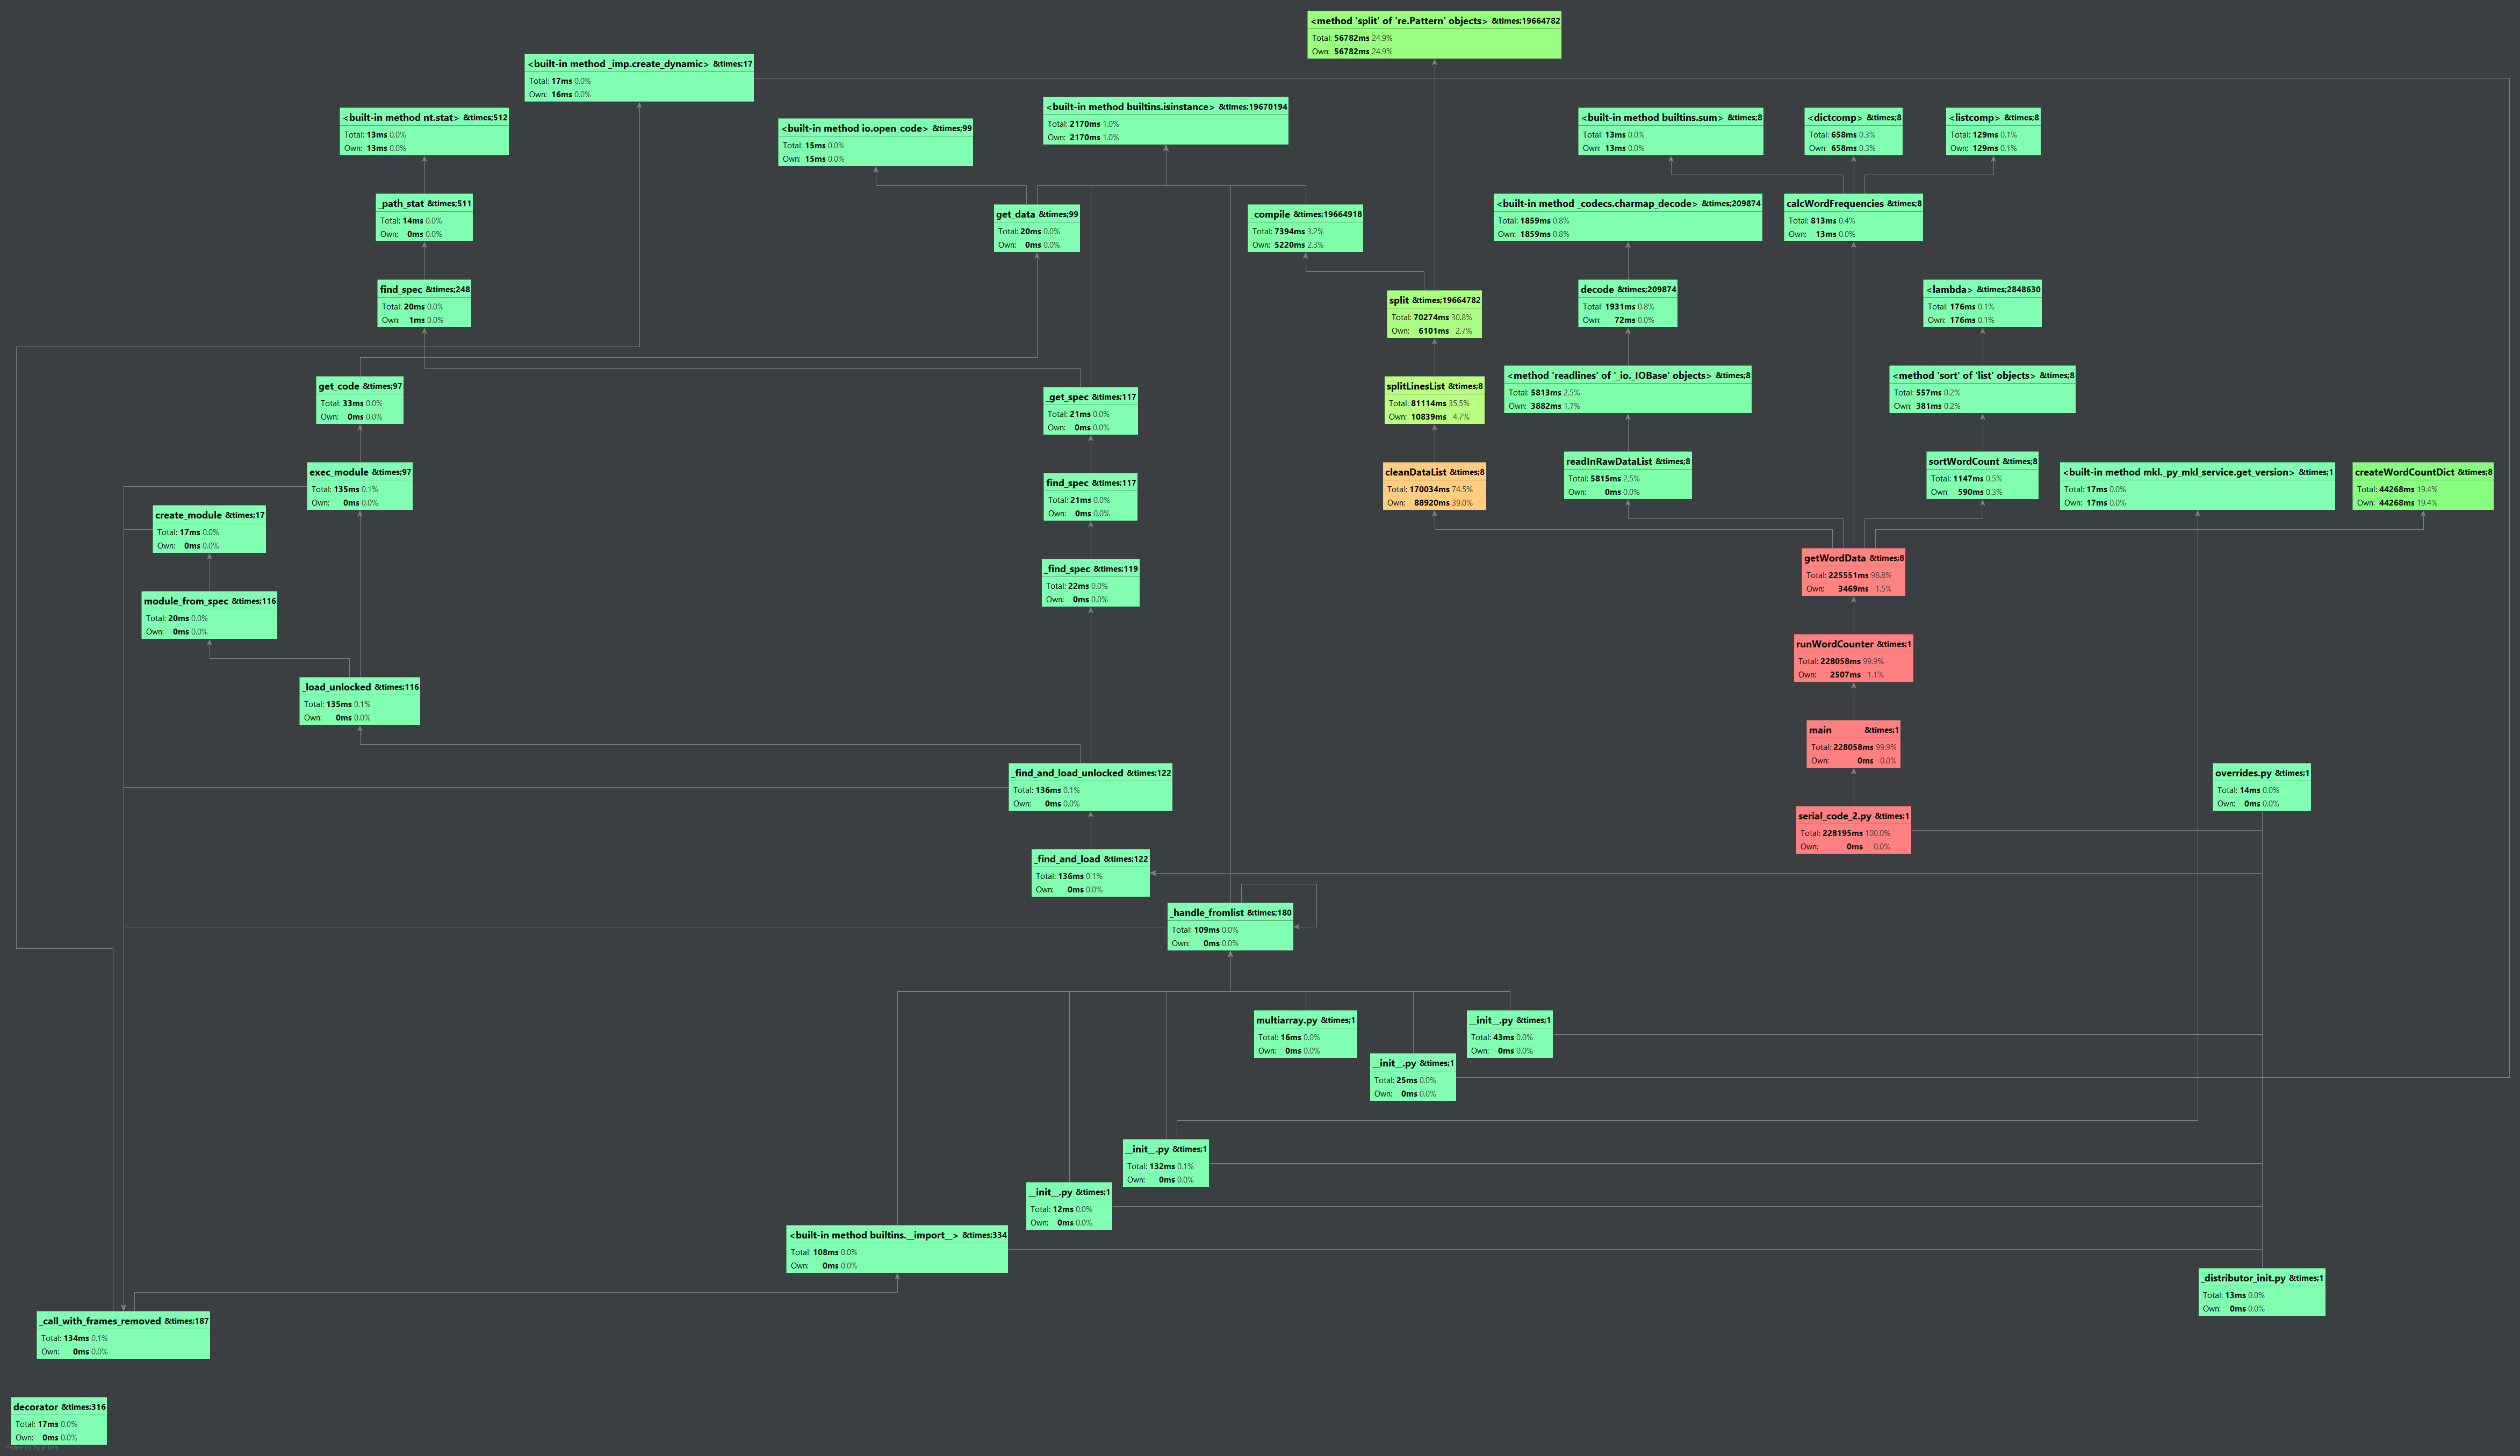 <method 'split' of 're.Pattern' objects> &times;19664782
Total: 56782ms 24.9%
Own: 56782ms 24.9%
<built-in method _imp.create_dynamic> &times;17
Total: 17ms 0.0%
Own: 16ms 0.0%
<built-in method builtins.isinstance> &times;19670194
Total: 2170ms 1.0%
Own: 2170ms 1.0%
<built-in method nt.stat> &times;512
Total: 13ms 0.0%
Own: 13ms 0.0%
<built-in method io.open_code> &times;99
Total: 15ms 0.0%
Own: 15ms 0.0%
<built-in method builtins.sum> &times;8
Total: 13ms 0.0%
Own: 13ms 0.0%
<dictcomp> &times;8
Total: 658ms 0.3%
Own: 658ms 0.3%
<listcomp> &times;8
Total: 129ms 0.1%
Own: 129ms 0.1%
_path_stat &times;511
Total: 14ms 0.0%
Own: 0ms 0.0%
get_data &times;99
Total: 20ms 0.0%
Own: 0ms 0.0%
_compile &times;19664918
Total: 7394ms 3.2%
Own: 5220ms 2.3%
<built-in method _codecs.charmap_decode> &times;209874
Total: 1859ms 0.8%
Own: 1859ms 0.8%
calcWordFrequencies &times;8
Total: 813ms 0.4%
Own: 13ms 0.0%
find_spec &times;248
Total: 20ms 0.0%
Own: 1ms 0.0%
split &times;19664782
Total: 70274ms 30.8%
Own: 6101ms 2.7%
decode &times;209874
Total: 1931ms 0.8%
Own: 72ms 0.0%
<lambda> &times;2848630
Total: 176ms 0.1%
Own: 176ms 0.1%
get_code &times;97
Total: 33ms 0.0%
Own: 0ms 0.0%
_get_spec &times;117
Total: 21ms 0.0%
Own: 0ms 0.0%
splitLinesList &times;8
Total: 81114ms 35.5%
Own: 10839ms 4.7%
<method 'readlines' of '_io._IOBase' objects> &times;8
Total: 5813ms 2.5%
Own: 3882ms 1.7%
<method 'sort' of 'list' objects> &times;8
Total: 557ms 0.2%
Own: 381ms 0.2%
exec_module &times;97
Total: 135ms 0.1%
Own: 0ms 0.0%
find_spec &times;117
Total: 21ms 0.0%
Own: 0ms 0.0%
cleanDataList &times;8
Total: 170034ms 74.5%
Own: 88920ms 39.0%
readInRawDataList &times;8
Total: 5815ms 2.5%
Own: 0ms 0.0%
sortWordCount &times;8
Total: 1147ms 0.5%
Own: 590ms 0.3%
<built-in method mkl._py_mkl_service.get_version> &times;1
Total: 17ms 0.0%
Own: 17ms 0.0%
createWordCountDict &times;8
Total: 44268ms 19.4%
Own: 44268ms 19.4%
create_module &times;17
Total: 17ms 0.0%
Own: 0ms 0.0%
_find_spec &times;119
Total: 22ms 0.0%
Own: 0ms 0.0%
getWordData &times;8
Total: 225551ms 98.8%
Own: 3469ms 1.5%
module_from_spec &times;116
Total: 20ms 0.0%
Own: 0ms 0.0%
runWordCounter &times;1
Total: 228058ms 99.9%
Own: 2507ms 1.1%
_load_unlocked &times;116
Total: 135ms 0.1%
Own: 0ms 0.0%
main &times;1
Total: 228058ms 99.9%
Own: 0ms 0.0%
_find_and_load_unlocked &times;122
Total: 136ms 0.1%
Own: 0ms 0.0%
overrides.py &times;1
Total: 14ms 0.0%
Own: 0ms 0.0%
serial_code_2.py &times;1
Total: 228195ms 100.0%
Own: 0ms 0.0%
_find_and_load &times;122
Total: 136ms 0.1%
Own: 0ms 0.0%
_handle_fromlist &times;180
Total: 109ms 0.0%
Own: 0ms 0.0%
multiarray.py &times;1
Total: 16ms 0.0%
Own: 0ms 0.0%
__init__.py &times;1
Total: 43ms 0.0%
Own: 0ms 0.0%
__init__.py &times;1
Total: 25ms 0.0%
Own: 0ms 0.0%
__init__.py &times;1
Total: 132ms 0.1%
Own: 0ms 0.0%
__init__.py &times;1
Total: 12ms 0.0%
Own: 0ms 0.0%
<built-in method builtins.__import__> &times;334
Total: 108ms 0.0%
Own: 0ms 0.0%
_distributor_init.py &times;1
Total: 13ms 0.0%
Own: 0ms 0.0%
_call_with_frames_removed &times;187
Total: 134ms 0.1%
Own: 0ms 0.0%
decorator &times;316
Total: 17ms 0.0%
Own: 0ms 0.0%
Powered by yFiles